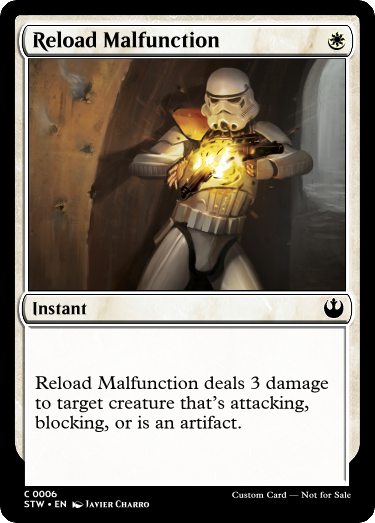 Reload Malfunction
Instant
Reload Malfunction deals 3 damage
to target creature that's attacking,
blocking, or is an artifact.
C 0006
STW • EN Javier Charro
Custom Card — Not for Sale